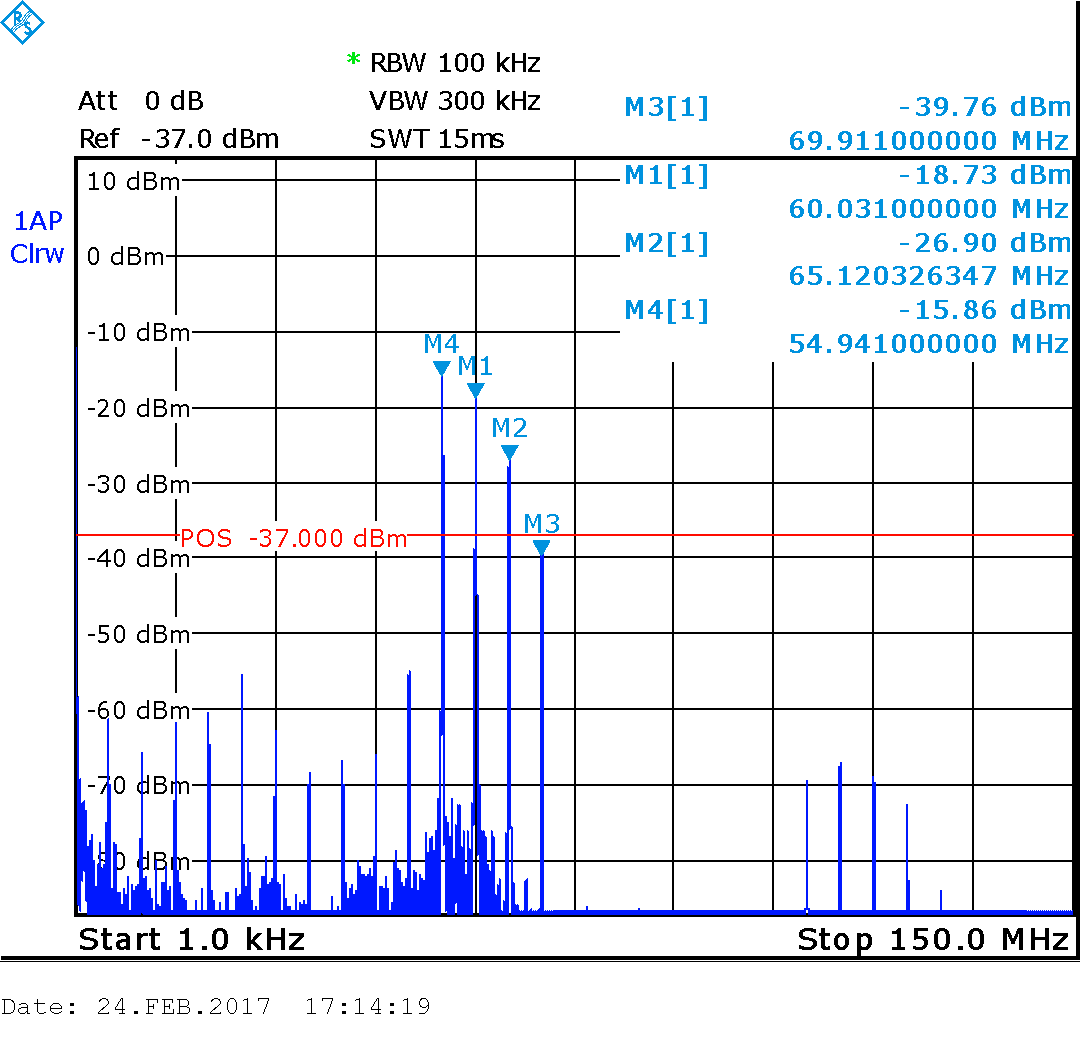 R&S
* RBW 100 kHz
Att 0 dB VBW 300 kHz
Ref -37.0 dBm SWT 15ms
M3[1] -39.76 dBm
69.911000000 MHz
M1[1] -18.73 dBm
60.031000000 MHz
M2[1] -26.90 dBm
65.120326347 MHz
M4[1] -15.86 dBm
54.941000000 MHz
1AP
Clrw
10 dBm
0 dBm
-10 dBm
M4
M1
-20 dBm
M2
-30 dBm
M3
POS -37.000 dBm
-40 dBm
-50 dBm
-60 dBm
-70 dBm
-80 dBm
Start 1.0 kHz Stop 150.0 MHz
Date: 24.FEB.2017 17:14:19